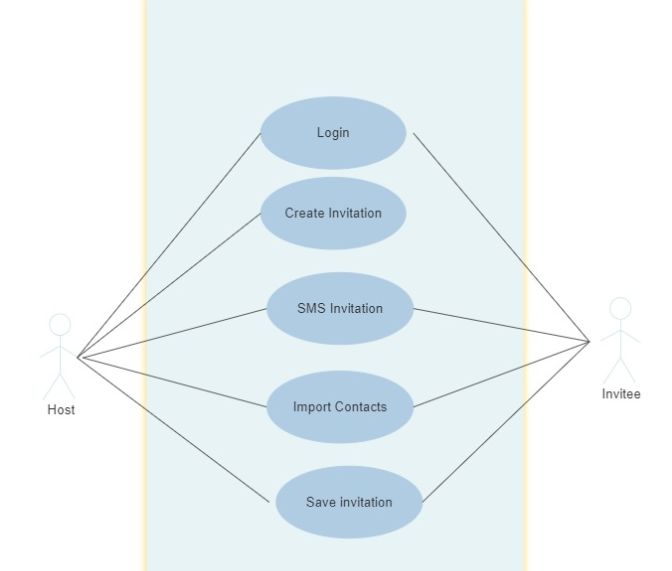 Login
Create Invitation
SMS Invitation
Import Contacts
Save invitation
Host
Invitee